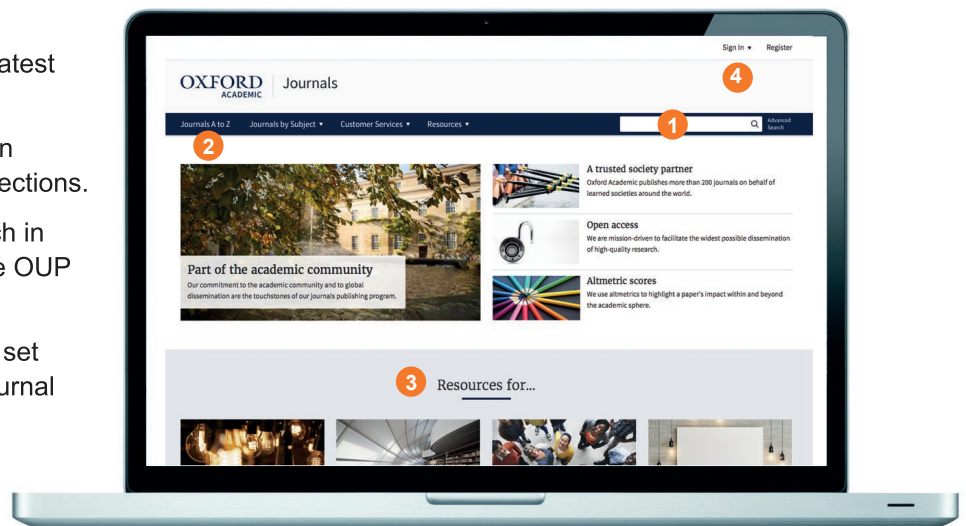 atest
n
ections.
ch in
e OUP
set
urnal
Sign In ▼ Register
4
OXFORD
ACADEMIC
Journals
Journals A to Z Journals by Subject ▼ Customer Services ▼ Resources ▼
1
Advanced
Search
2
A trusted society partner
Oxford Academic publishes more than 200 journals on behalf of
learned societies around the world.
Open access
We are mission-driven to facilitate the widest possible dissemination
of high-quality research.
Part of the academic community
Our commitment to the academic community and to global
dissemination are the touchstones of our journals publishing program.
Altmetric scores
We use altmetrics to highlight a paper's impact within and beyond
the academic sphere.
3 Resources for...